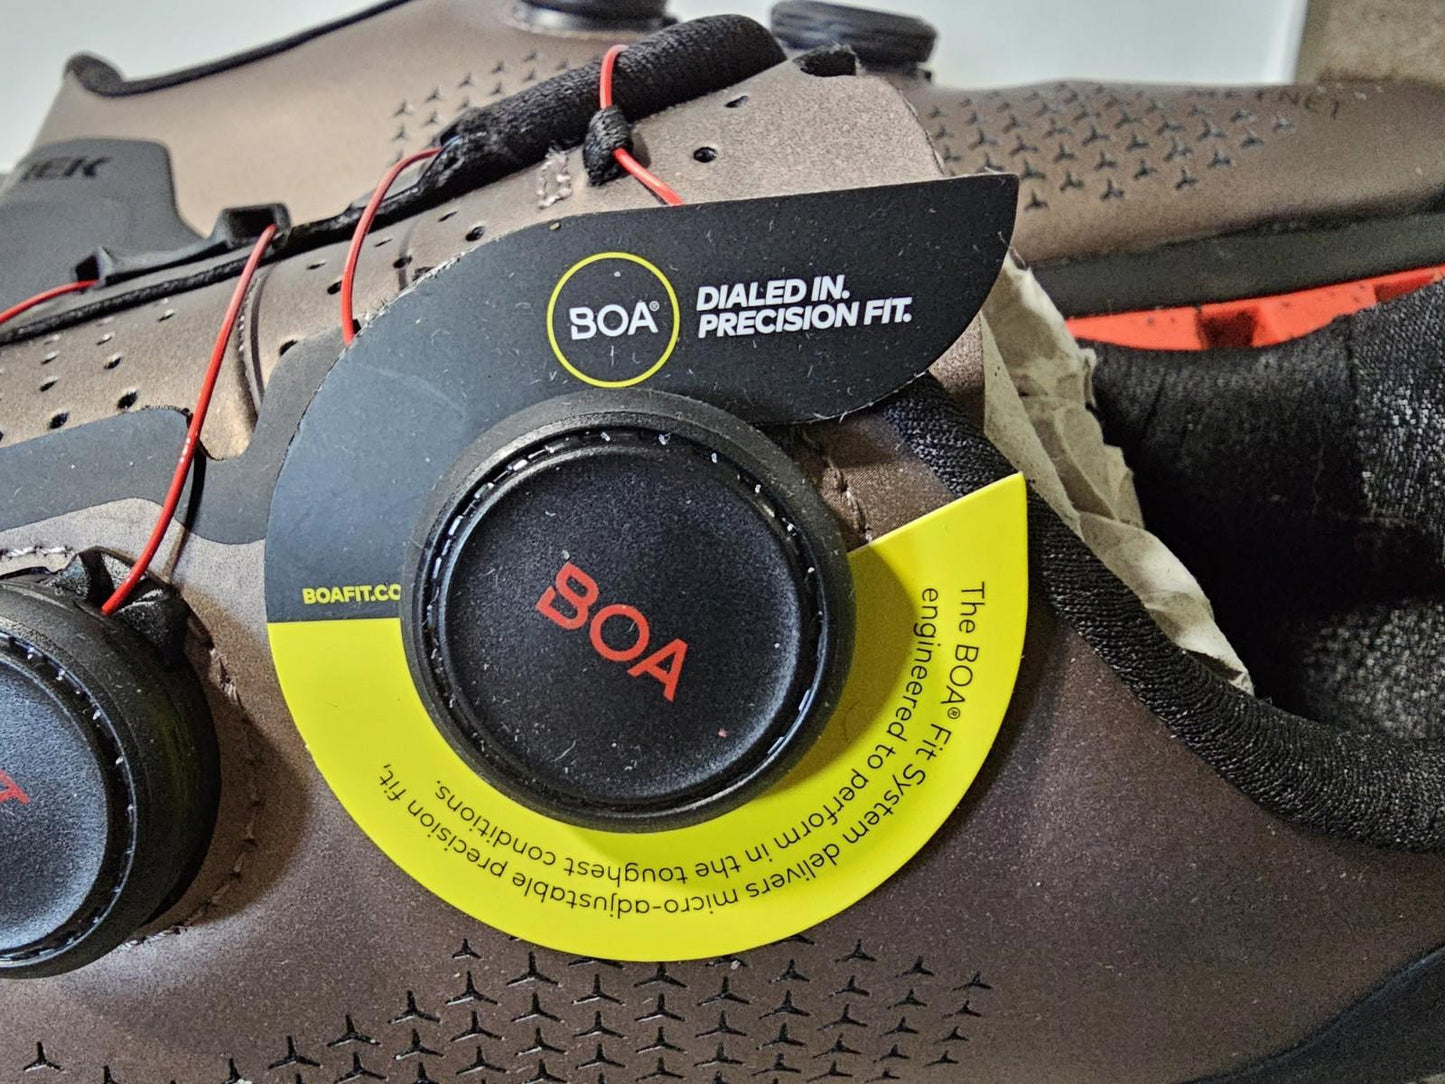 BOA®
DIALED IN.
PRECISION FIT.
BOAFIT.CO
BOA
The BOA® Fit System delivers micro-adjustable precision fit,
engineered to perform in the toughest conditions.